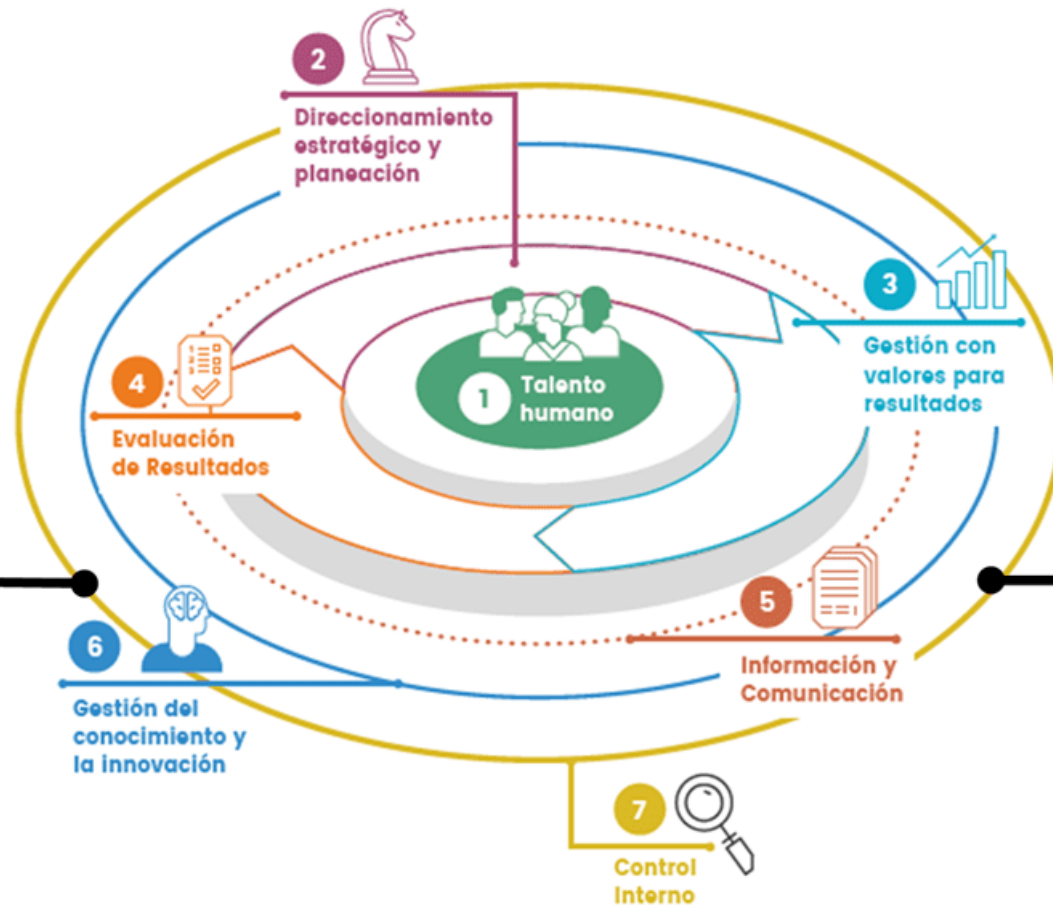 2
Direccionamiento
estratégico y
planeación
3
Gestión con
valores para
resultados
1
Talento
humano
4
Evaluación
de Resultados
5
Información y
Comunicación
6
Gestión del
conocimiento y
la innovación
7
Control
Interno